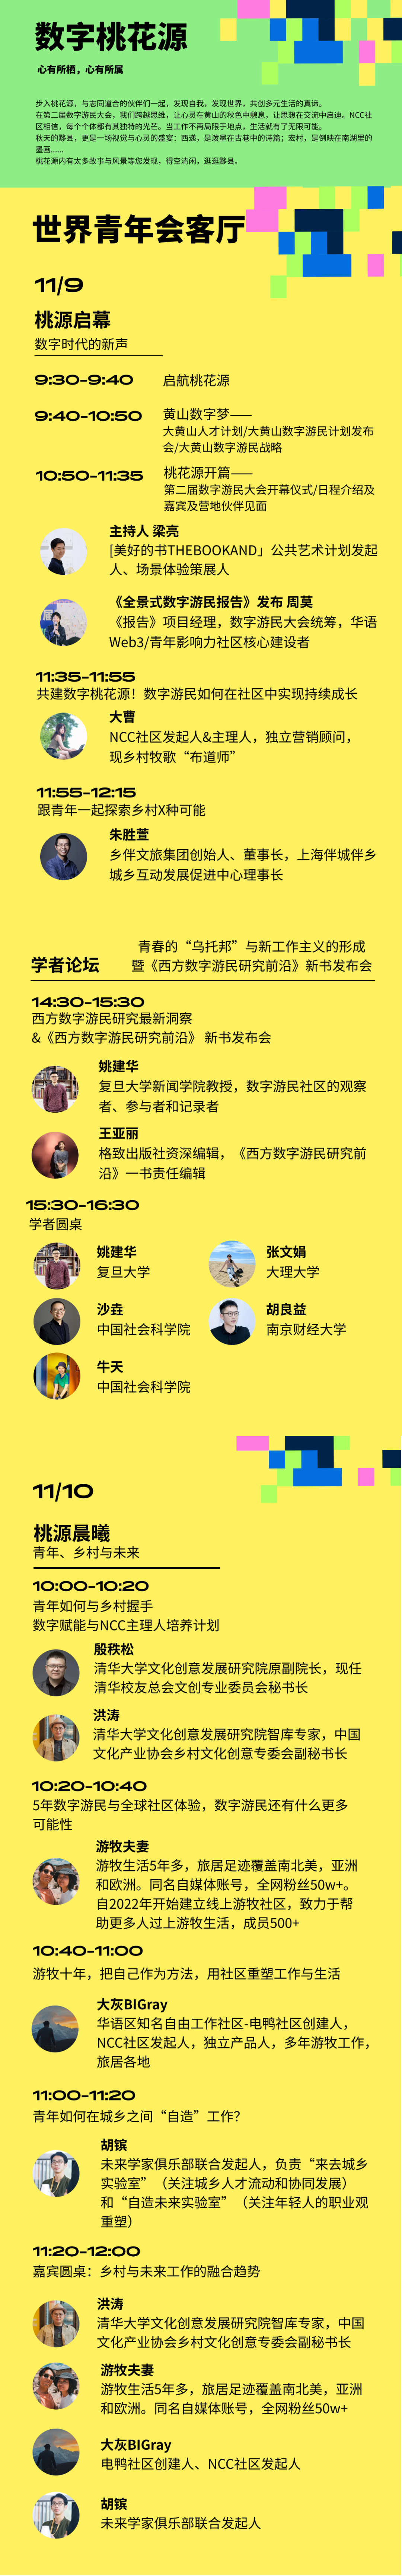 数字桃花源
心有所栖，心有所属
步入桃花源，与志同道合的伙伴们一起，发现自我，发现世界，共创多元生活的真谛。
在第二届数字游民大会，我们跨越思维，让心灵在黄山的秋色中憩息，让思想在交流中启迪。NCC社
区相信，每个个体都有其独特的光芒。当工作不再局限于地点，生活就有了无限可能。
秋天的黟县，更是一场视觉与心灵的盛宴：西递，是泼墨在古巷中的诗篇；宏村，是倒映在南湖里的
墨画......
桃花源内有太多故事与风景等您发现，得空清闲，逛逛黟县。
世界青年会客厅
11/9
桃源启幕
数字时代的新声
9:30-9:40 启航桃花源
9:40-10:50 黄山数字梦——
大黄山人才计划/大黄山数字游民计划发布
会/大黄山数字游民战略
10:50-11:35 桃花源开篇——
第二届数字游民大会开幕仪式/日程介绍及
嘉宾及营地伙伴见面
主持人 梁亮
[美好的书THEBOOKAND」公共艺术计划发起
人、场景体验策展人
《全景式数字游民报告》发布 周莫
《报告》项目经理，数字游民大会统筹，华语
Web3/青年影响力社区核心建设者
11:35-11:55
共建数字桃花源！数字游民如何在社区中实现持续成长
大曹
NCC社区发起人&主理人，独立营销顾问，
现乡村牧歌“布道师”
11:55-12:15
跟青年一起探索乡村X种可能
朱胜萱
乡伴文旅集团创始人、董事长，上海伴城伴乡
城乡互动发展促进中心理事长
学者论坛
青春的“乌托邦”与新工作主义的形成
暨《西方数字游民研究前沿》新书发布会
14:30-15:30
西方数字游民研究最新洞察
&《西方数字游民研究前沿》 新书发布会
姚建华
复旦大学新闻学院教授，数字游民社区的观察
者、参与者和记录者
王亚丽
格致出版社资深编辑，《西方数字游民研究前
沿》一书责任编辑
15:30-16:30
学者圆桌
姚建华
复旦大学
张文娟
大理大学
沙垚
中国社会科学院
胡良益
南京财经大学
牛天
中国社会科学院
11/10
桃源晨曦
青年、乡村与未来
10:00-10:20
青年如何与乡村握手
数字赋能与NCC主理人培养计划
殷秩松
清华大学文化创意发展研究院原副院长，现任
清华校友总会文创专业委员会秘书长
洪涛
清华大学文化创意发展研究院智库专家，中国
文化产业协会乡村文化创意专委会副秘书长
10:20-10:40
5年数字游民与全球社区体验，数字游民还有什么更多
可能性
游牧夫妻
游牧生活5年多，旅居足迹覆盖南北美，亚洲
和欧洲。同名自媒体账号，全网粉丝50w+。
自2022年开始建立线上游牧社区，致力于帮
助更多人过上游牧生活，成员500+
10:40-11:00
游牧十年，把自己作为方法，用社区重塑工作与生活
大灰BIGray
华语区知名自由工作社区-电鸭社区创建人，
NCC社区发起人，独立产品人，多年游牧工作，
旅居各地
11:00-11:20
青年如何在城乡之间“自造”工作？
胡镔
未来学家俱乐部联合发起人，负责“来去城乡
实验室”（关注城乡人才流动和协同发展）
和“自造未来实验室”（关注年轻人的职业观
重塑）
11:20-12:00
嘉宾圆桌：乡村与未来工作的融合趋势
洪涛
清华大学文化创意发展研究院智库专家，中国
文化产业协会乡村文化创意专委会副秘书长
游牧夫妻
游牧生活5年多，旅居足迹覆盖南北美，亚洲
和欧洲。同名自媒体账号，全网粉丝50w+
大灰BIGray
电鸭社区创建人、NCC社区发起人
胡镔
未来学家俱乐部联合发起人